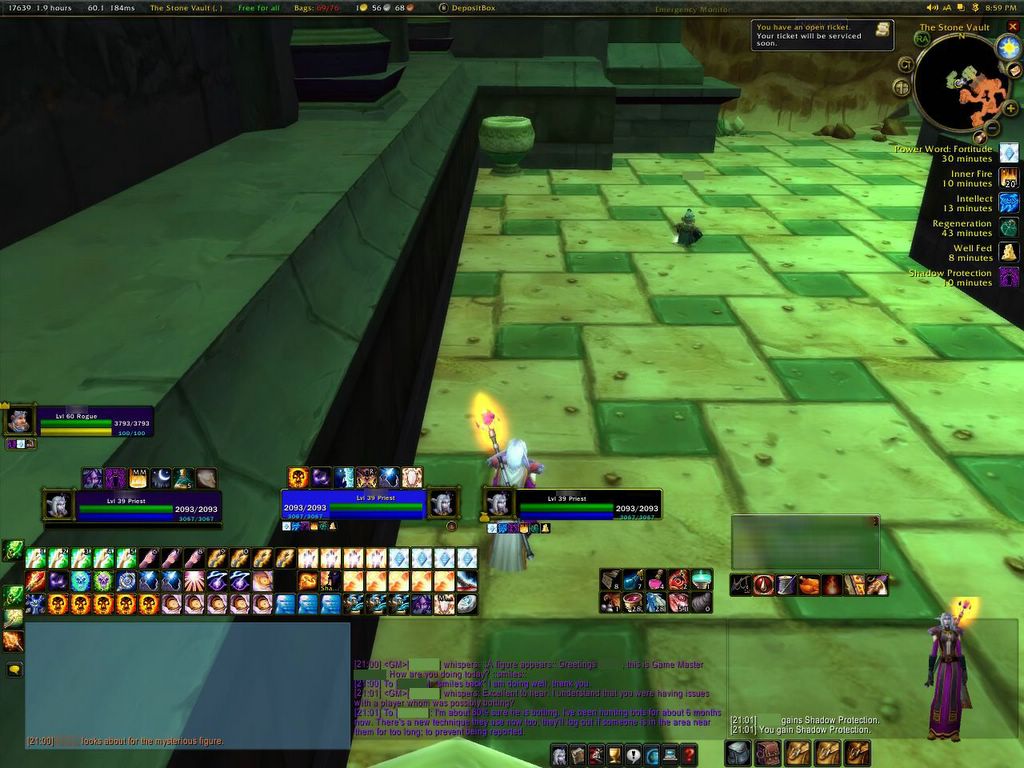 17639 1.9 hours 60.1 184ms The Stone Vault (, ) Free for all Bags: 69/76 1 56 68 DepositBox Emergency Monitor 8:59 PM
You have an open ticket.
Your ticket will be serviced
soon.
The Stone Vault
RA
N
Power Word: Fortitude
30 minutes
Inner Fire
10 minutes
20
Intellect
13 minutes
Regeneration
43 minutes
Well Fed
8 minutes
Shadow Protection
10 minutes
Lvl 60 Rogue
3793/3793
100/100
Lvl 39 Priest
2093/2093
3067/3067
Lvl 39 Priest
2093/2093
3067/3067
Lvl 39 Priest
2093/2093
3067/3067
[21:00] <GM> whispers: :A figure appears:: Greetings , this is Game Master
How are you doing today? ::smiles::
[21:00] To :smiles back: I am doing well, thank you.
[21:01] <GM> whispers: Excellent to hear. I understand that you were having issues
with a player whom was possibly botting?
[21:01] To : I'm about 80% sure he is botting. I've been hunting bots for about 6 months
now. There's a new technique they use now too, they'll log out if someone is in the area near
them for too long; to prevent being reported.
[21:00] looks about for the mysterious figure.
[21:01] gains Shadow Protection.
[21:01] You gain Shadow Protection.